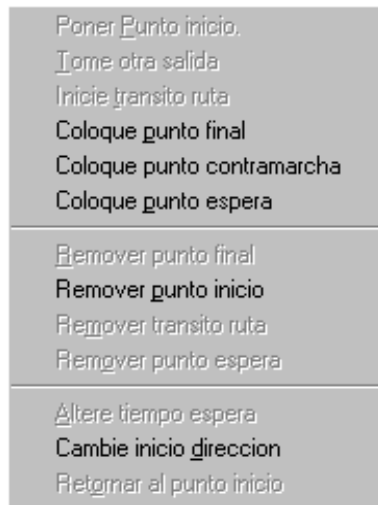 Poner Punto inicio.
Tome otra salida
Inicie transito ruta
Coloque punto final
Coloque punto contramarcha
Coloque punto espera
Remover punto final
Remover punto inicio
Remover transito ruta
Remover punto espera
Altere tiempo espera
Cambie inicio direccion
Retornar al punto inicio